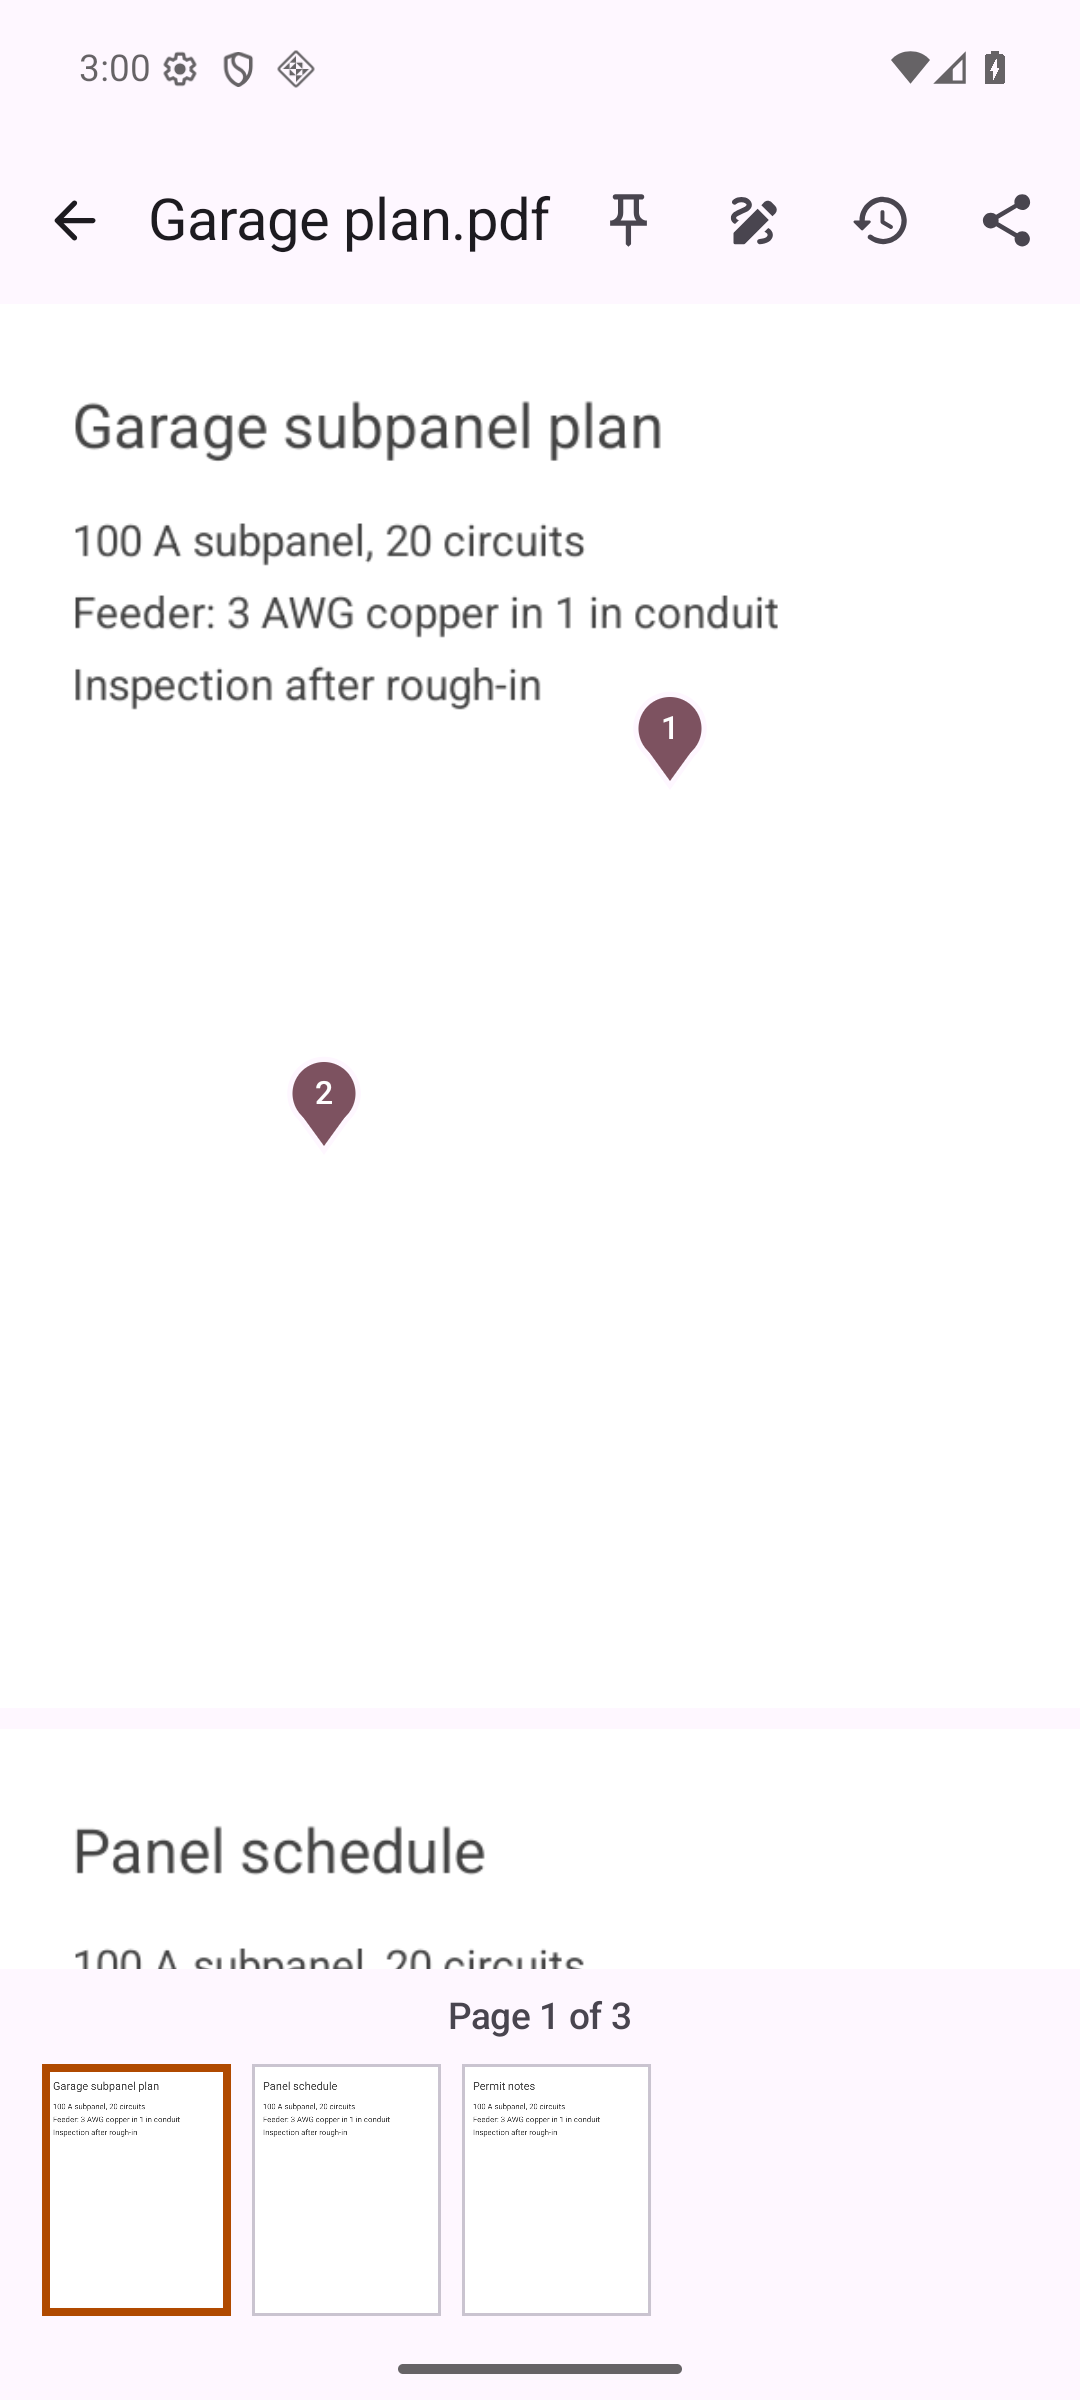 3:00
Garage plan.pdf
Garage subpanel plan
100 A subpanel, 20 circuits
Feeder: 3 AWG copper in 1 in conduit
Inspection after rough-in
1
2
Panel schedule
100 A subpanel, 20 circuits
Page 1 of 3
Garage subpanel plan
100 A subpanel, 20 circuits
Feeder: 3 AWG copper in 1 in conduit
Inspection after rough-in
Panel schedule
100 A subpanel, 20 circuits
Feeder: 3 AWG copper in 1 in conduit
Inspection after rough-in
Permit notes
100 A subpanel, 20 circuits
Feeder: 3 AWG copper in 1 in conduit
Inspection after rough-in